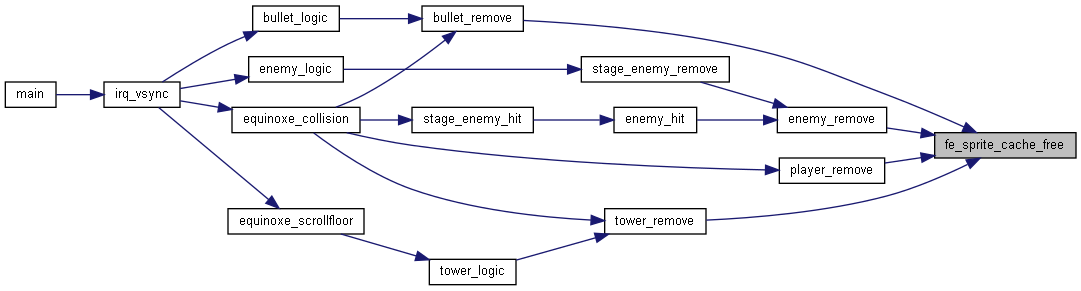 bullet_logic
bullet_remove
enemy_logic
stage_enemy_remove
main
irq_vsync
equinoxe_collision
stage_enemy_hit
enemy_hit
enemy_remove
fe_sprite_cache_free
player_remove
equinoxe_scrollfloor
tower_remove
tower_logic